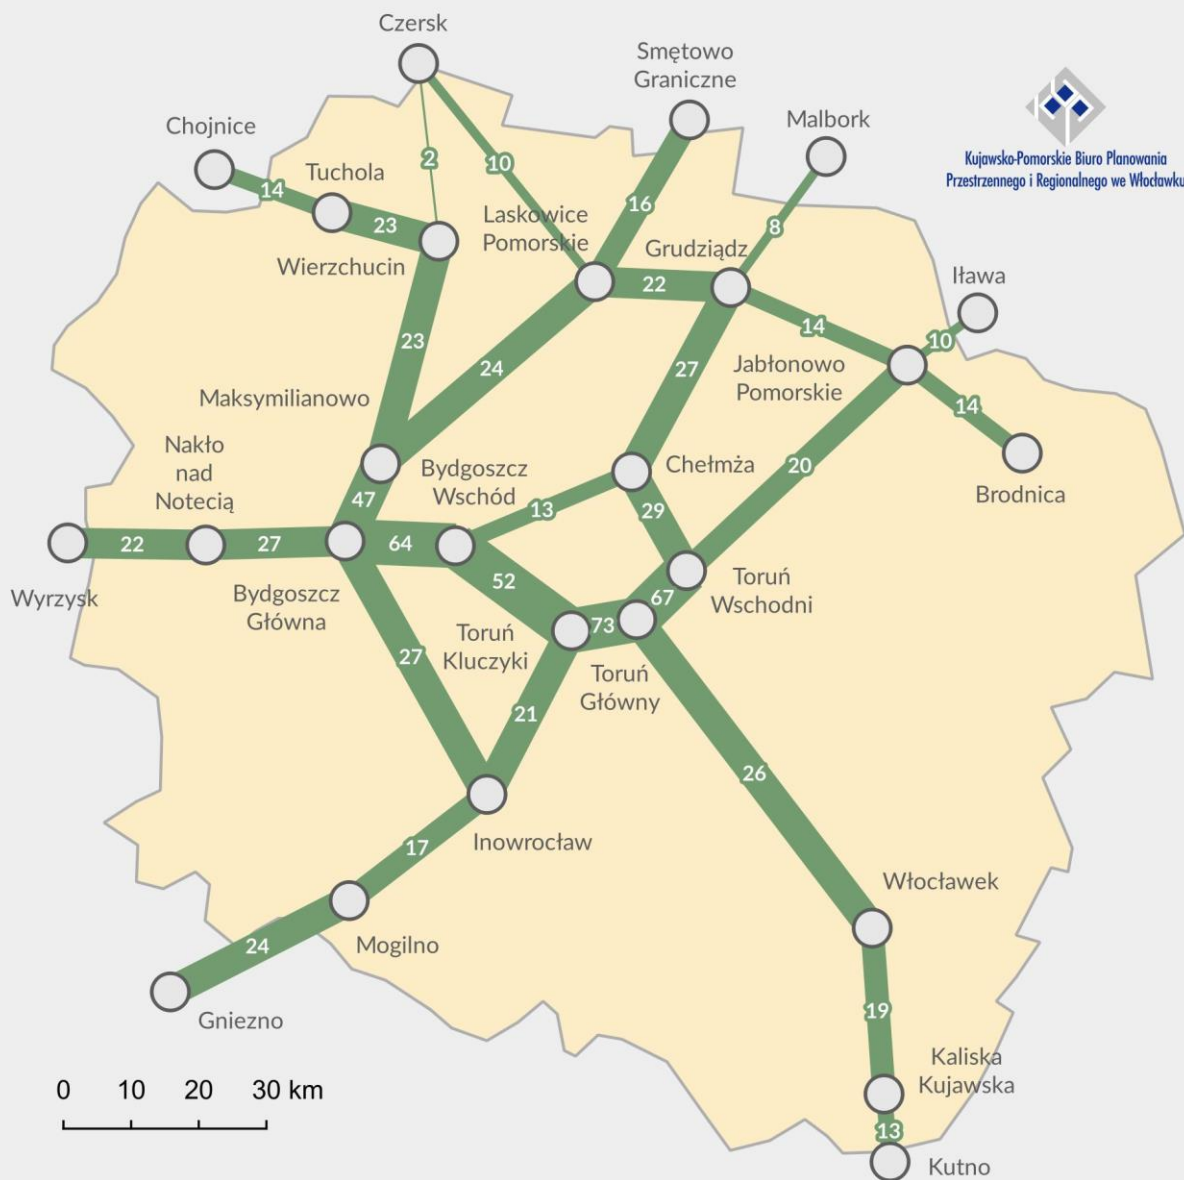 Czersk
Smętowo
Graniczne
Malbork
Kujawsko-Pomorskie Biuro Planowania
Przestrzennego i Regionalnego we Włocławku
Chojnice
Tuchola
Wierzchucin
Laskowice
Pomorskie
Grudziądz
Iława
14
23
2
10
16
22
8
14
10
Jabłonowo
Pomorskie
14
Brodnica
23
24
27
20
Maksymilianowo
Nakło
nad
Notecią
Bydgoszcz
Wschód
Chełmża
47
13
29
22
27
64
52
73
67
Wyrzysk
Bydgoszcz
Główna
Toruń
Kluczyki
Toruń
Główny
Toruń
Wschodni
27
21
26
Inowrocław
17
Włocławek
Mogilno
24
Gniezno
19
Kaliska
Kujawska
13
Kutno
0 10 20 30 km